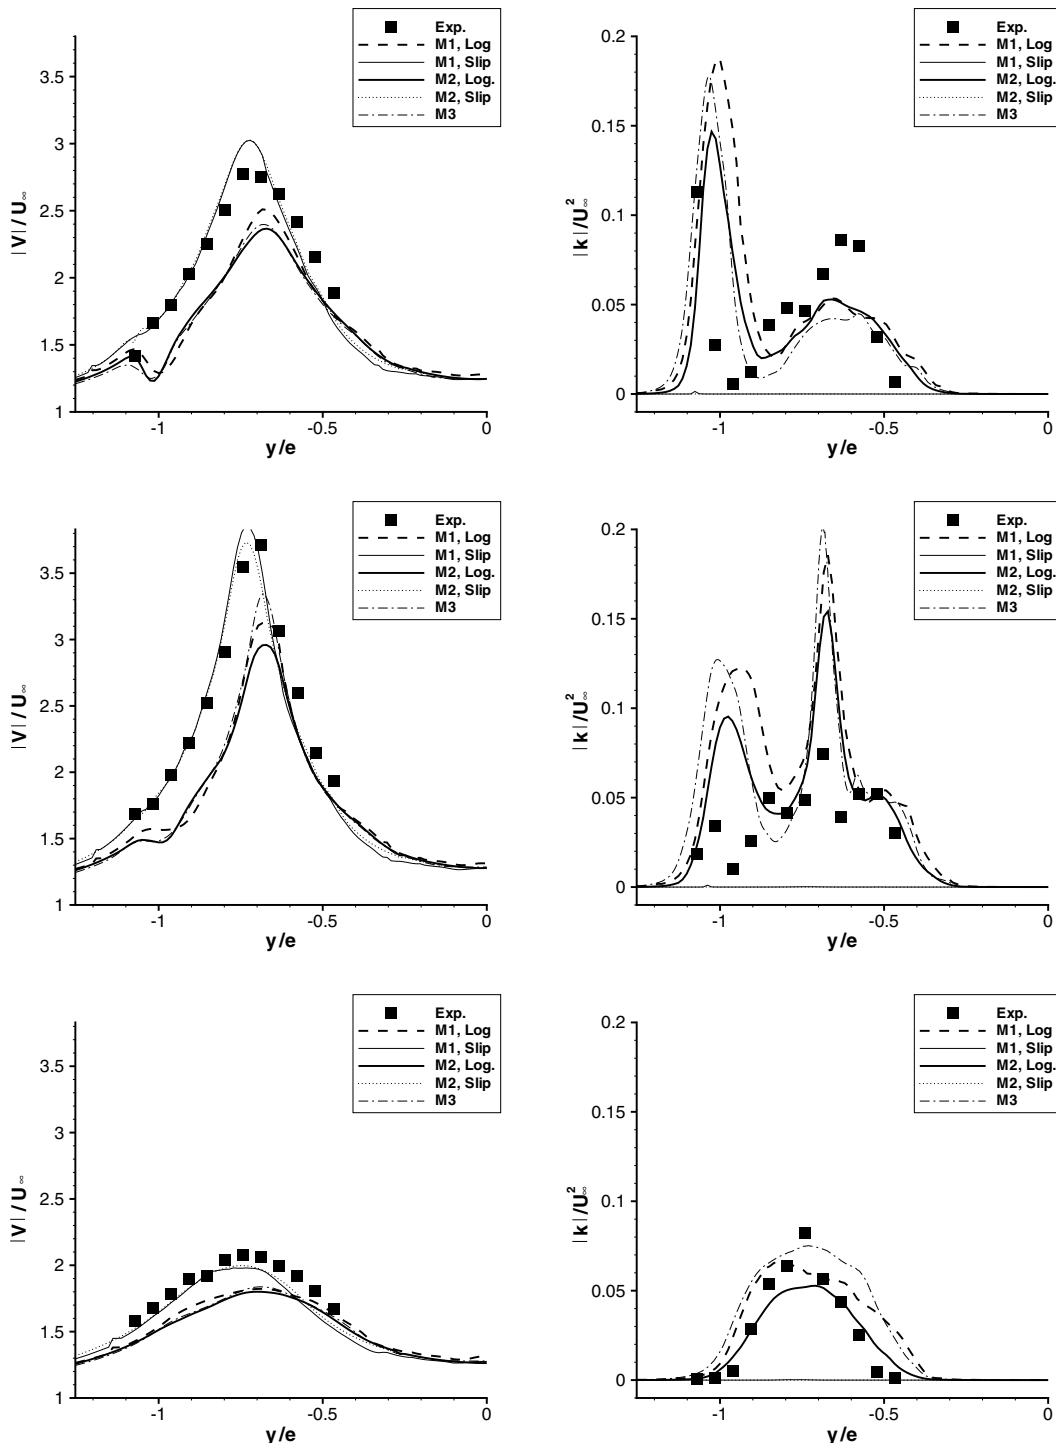 Exp.
M1, Log
M1, Slip
M2, Log.
M2, Slip
M3
3.5
3
2.5
2
1.5
1
-1
-0.5
0
|V|/U∞
y/e
Exp.
M1, Log
M1, Slip
M2, Log.
M2, Slip
M3
0.2
0.15
0.1
0.05
0
-1
-0.5
0
|k|/U²∞
y/e
Exp.
M1, Log
M1, Slip
M2, Log.
M2, Slip
M3
3.5
3
2.5
2
1.5
1
-1
-0.5
0
|V|/U∞
y/e
Exp.
M1, Log
M1, Slip
M2, Log.
M2, Slip
M3
0.2
0.15
0.1
0.05
0
-1
-0.5
0
|k|/U²∞
y/e
Exp.
M1, Log
M1, Slip
M2, Log.
M2, Slip
M3
3.5
3
2.5
2
1.5
1
-1
-0.5
0
|V|/U∞
y/e
Exp.
M1, Log
M1, Slip
M2, Log.
M2, Slip
M3
0.2
0.15
0.1
0.05
0
-1
-0.5
0
|k|/U²∞
y/e